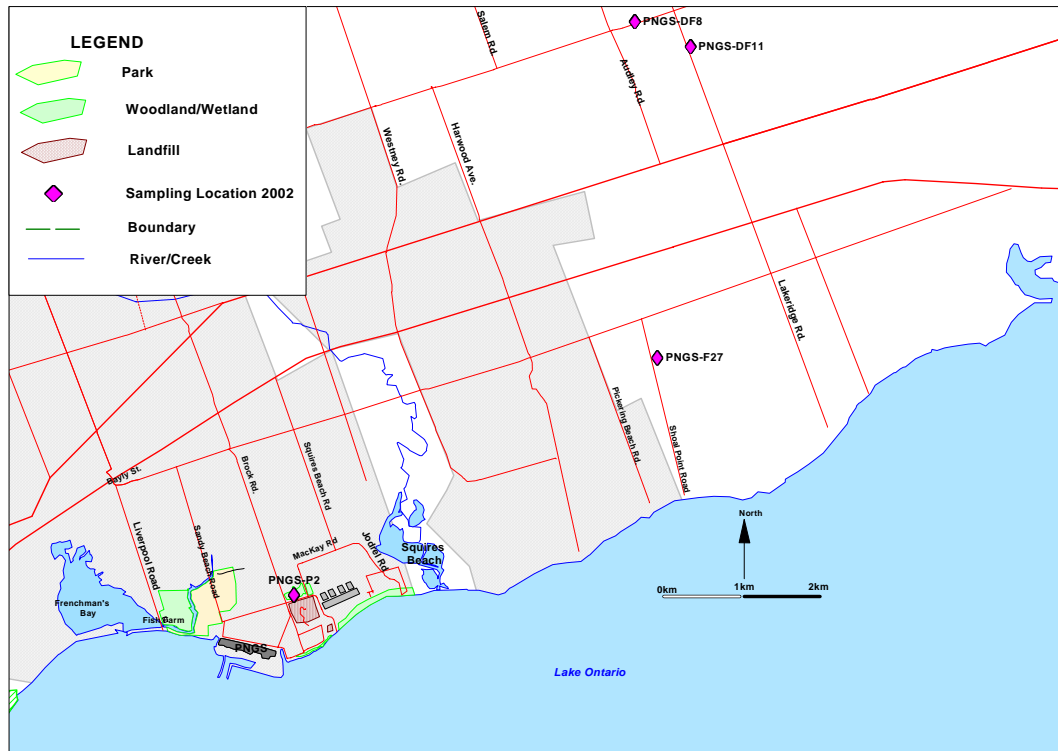 LEGEND
Park
Woodland/Wetland
Landfill
Sampling Location 2002
Boundary
River/Creek
Salem Rd.
PNGS-DF8
PNGS-DF11
Audley Rd.
Westney Rd.
Harwood Ave.
Lakeridge Rd.
PNGS-F27
Pickering Beach Rd.
Shoal Point Road
Bayly St.
Brock Rd.
Squires Beach Rd
Liverpool Road
Sandy Beach Road
MacKay Rd
Jodrel Rd
Squires
Beach
PNGS-P2
Frenchman's
Bay
PNGS
North
0km
1km
2km
Lake Ontario